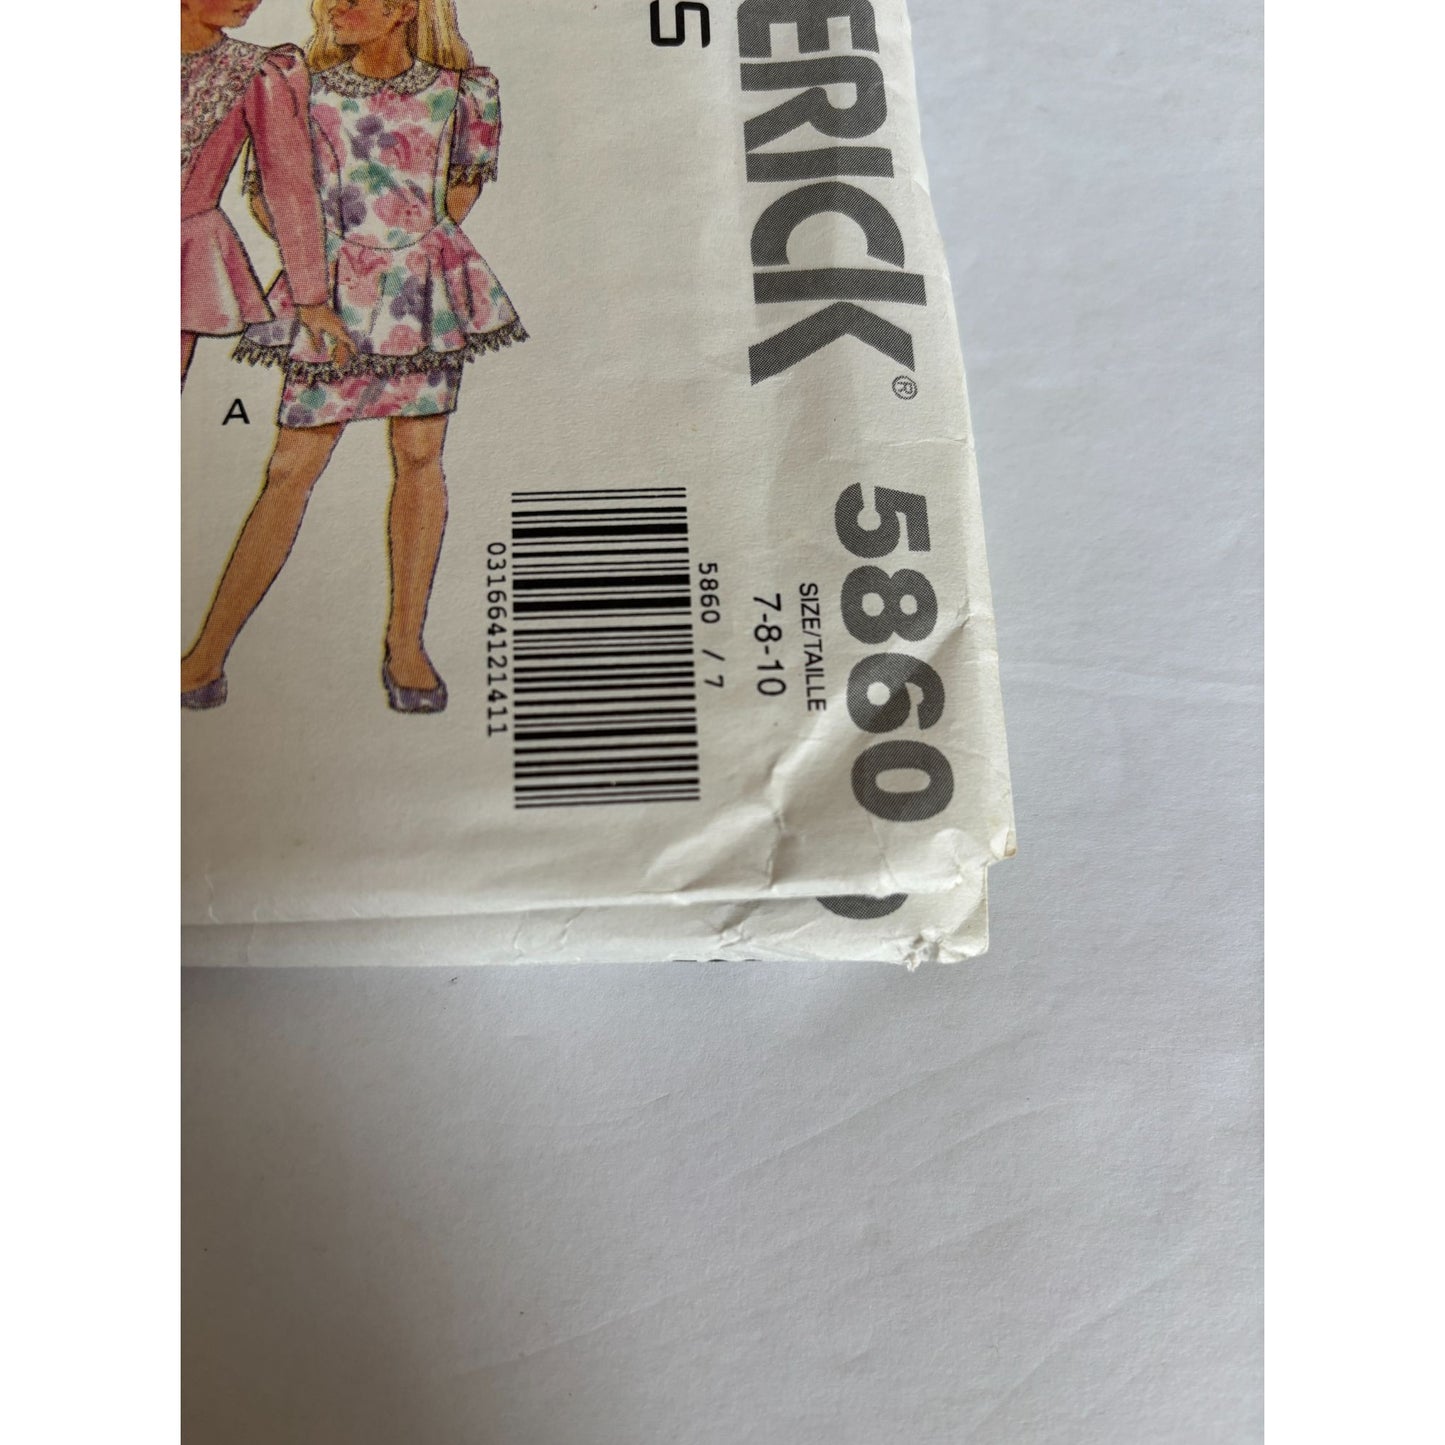 S
ERICK®
5860
SIZE/TAILLE
7-8-10
5860 / 7
031664121411
A